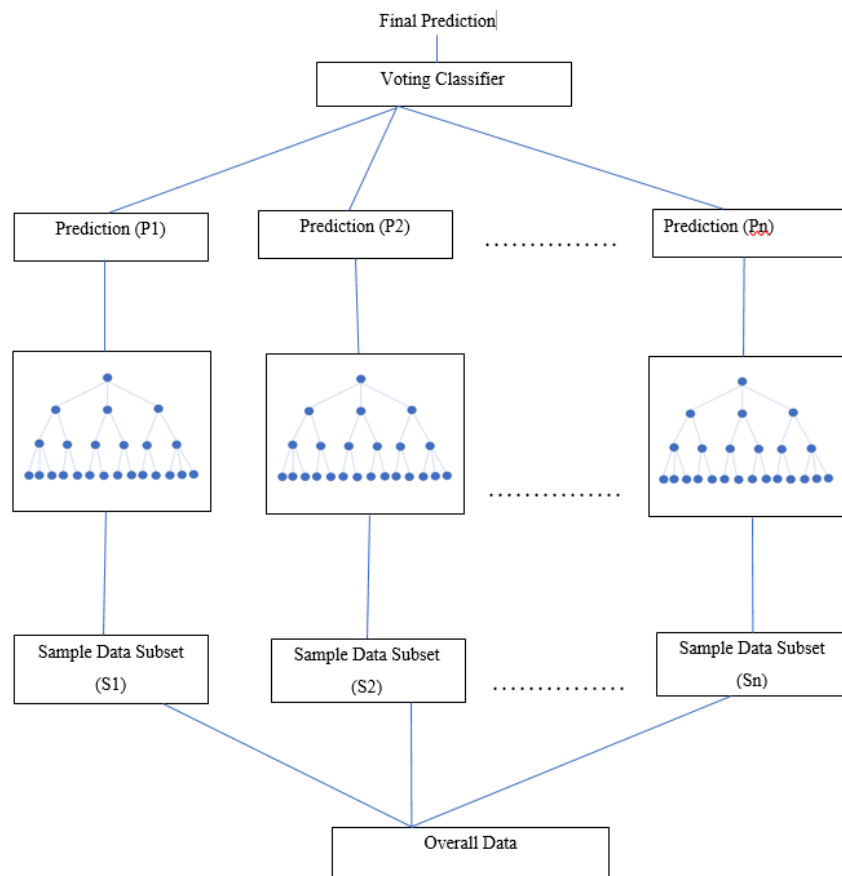 Final Prediction
Voting Classifier
Prediction (P1)
Prediction (P2)
Prediction (Pn)
...............
...............
Sample Data Subset
(S1)
Sample Data Subset
(S2)
Sample Data Subset
(Sn)
...............
Overall Data